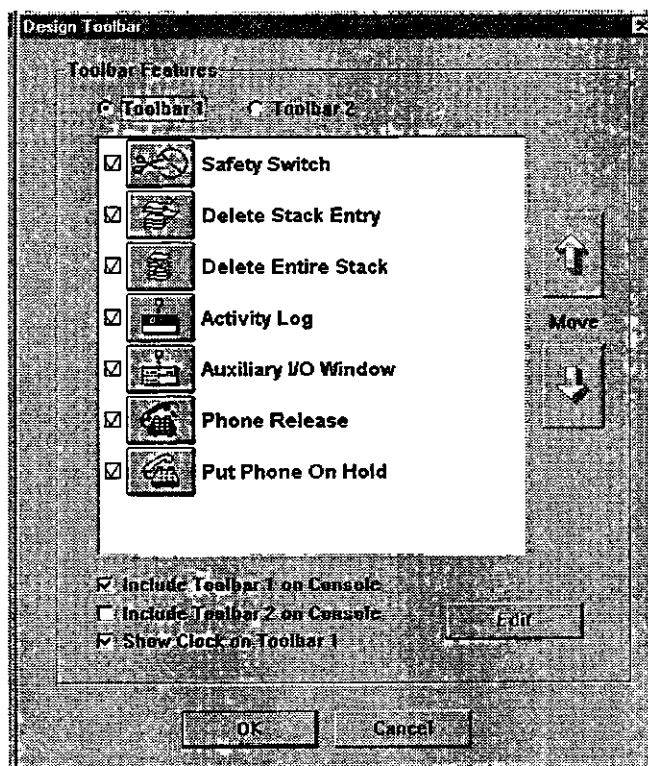 Design Toolbar
Toolbar Features
Toolbar 1 Toolbar 2
Safety Switch
Delete Stack Entry
Delete Entire Stack
Activity Log
Auxiliary I/O Window
Phone Release
Put Phone On Hold
Move
Include Toolbar 1 on Console
Include Toolbar 2 on Console
Show Clock on Toolbar 1
Edit
OK Cancel